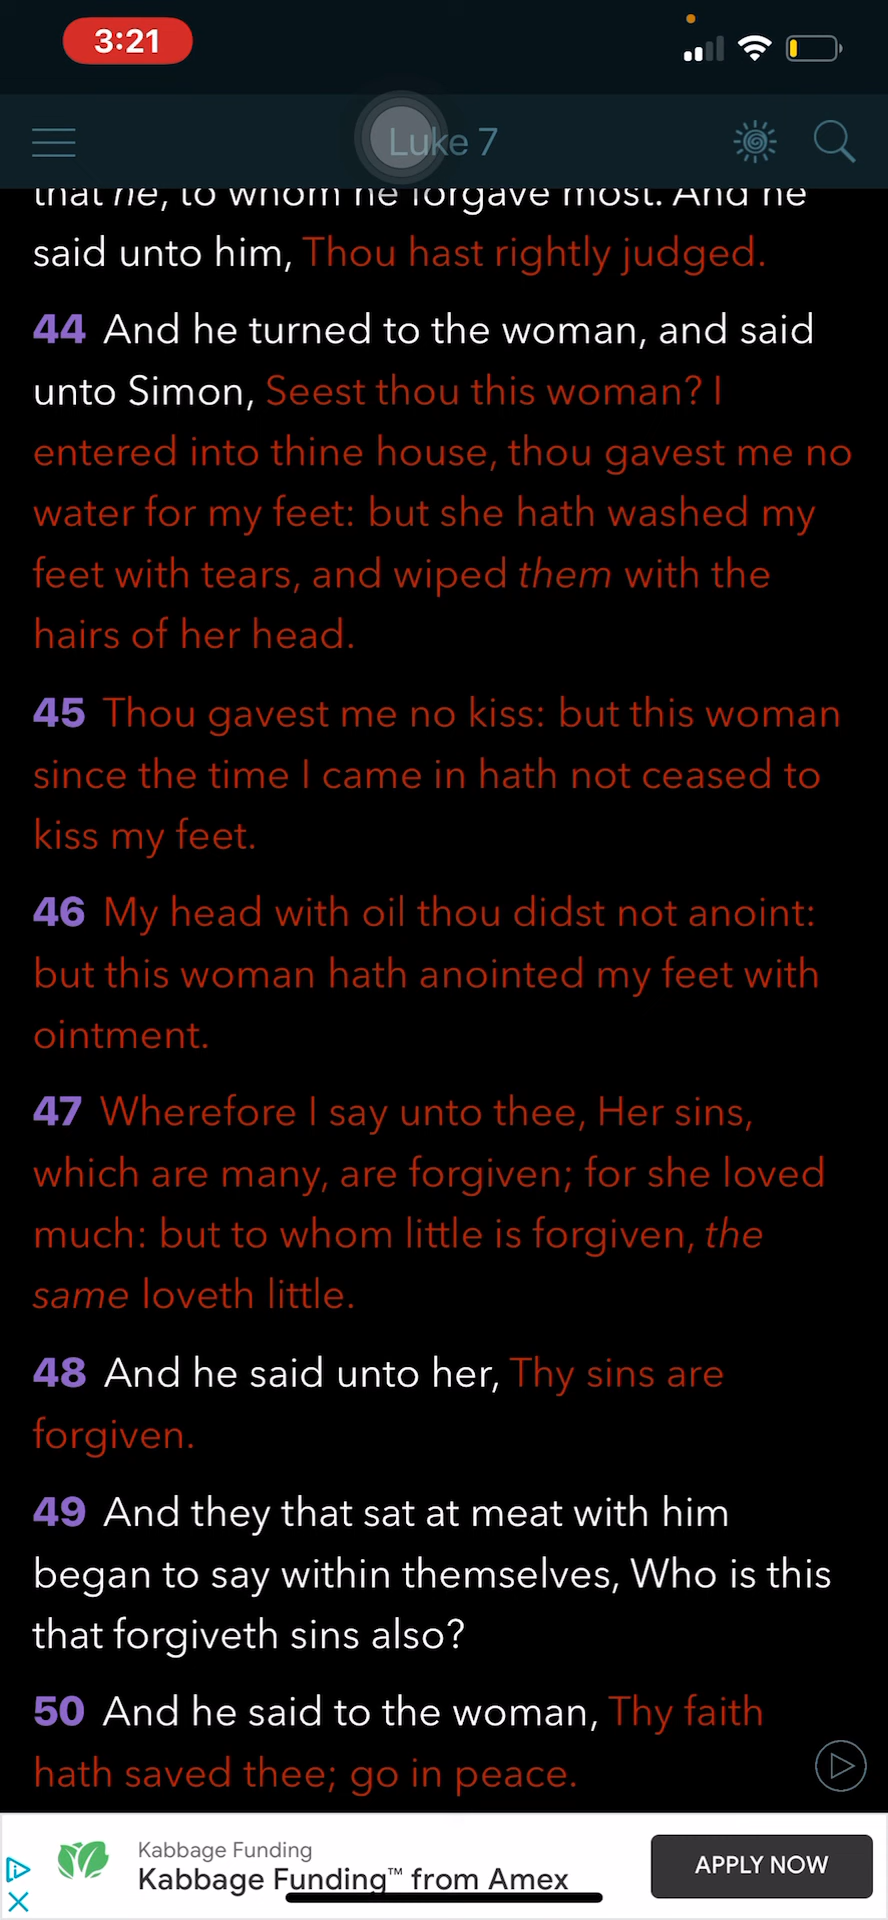 3:21
Luke 7
that he, to whom he forgave most. And he
said unto him, Thou hast rightly judged.
44 And he turned to the woman, and said
unto Simon, Seest thou this woman? I
entered into thine house, thou gavest me no
water for my feet: but she hath washed my
feet with tears, and wiped them with the
hairs of her head.
45 Thou gavest me no kiss: but this woman
since the time I came in hath not ceased to
kiss my feet.
46 My head with oil thou didst not anoint:
but this woman hath anointed my feet with
ointment.
47 Wherefore I say unto thee, Her sins,
which are many, are forgiven; for she loved
much: but to whom little is forgiven, the
same loveth little.
48 And he said unto her, Thy sins are
forgiven.
49 And they that sat at meat with him
began to say within themselves, Who is this
that forgiveth sins also?
50 And he said to the woman, Thy faith
hath saved thee; go in peace.
Kabbage Funding
Kabbage Funding™ from Amex
APPLY NOW